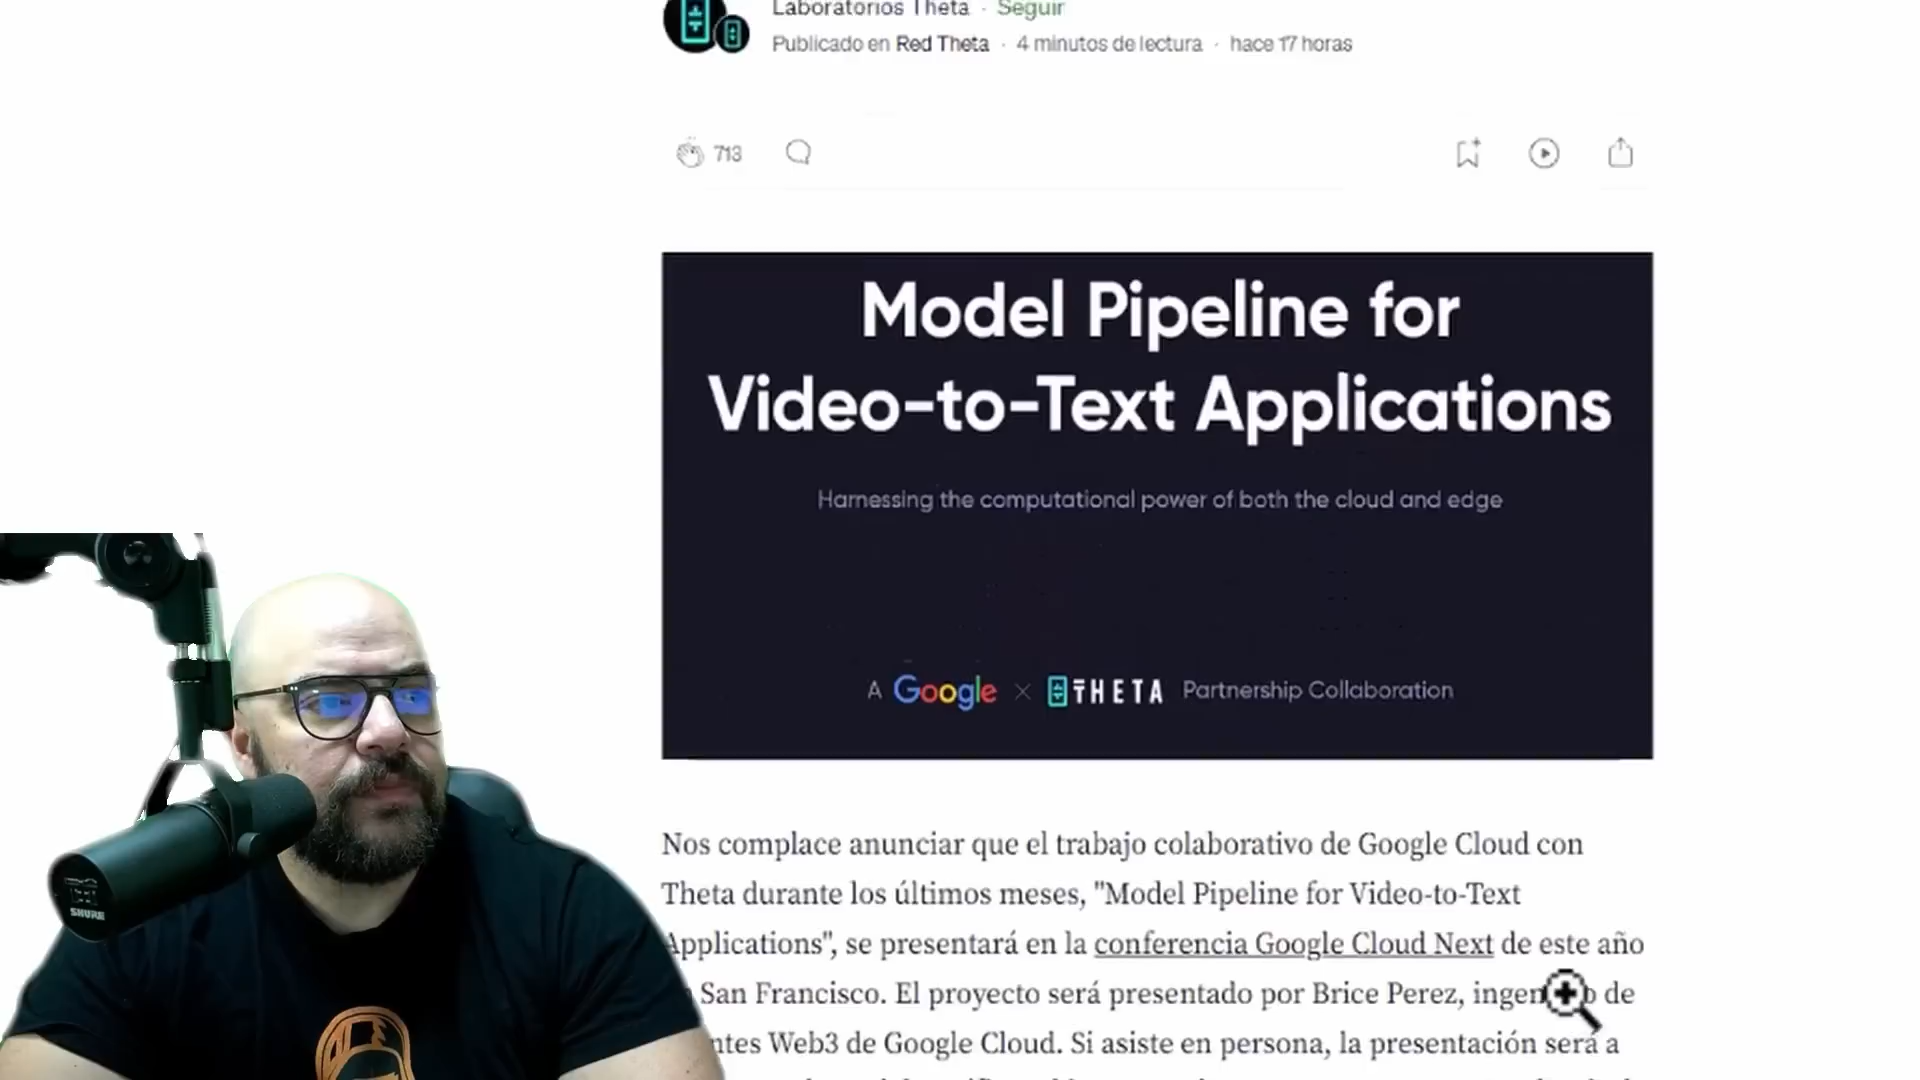 Laboratorios Theta · Seguir
Publicado en Red Theta · 4 minutos de lectura · hace 17 horas
713
Model Pipeline for
Video-to-Text Applications
Harnessing the computational power of both the cloud and edge
A Google × THETA Partnership Collaboration
Nos complace anunciar que el trabajo colaborativo de Google Cloud con
Theta durante los últimos meses, "Model Pipeline for Video-to-Text
Applications", se presentará en la conferencia Google Cloud Next de este año
San Francisco. El proyecto será presentado por Brice Perez, de
Web3 de Google Cloud. Si asiste en persona, la presentación será a
SHURE